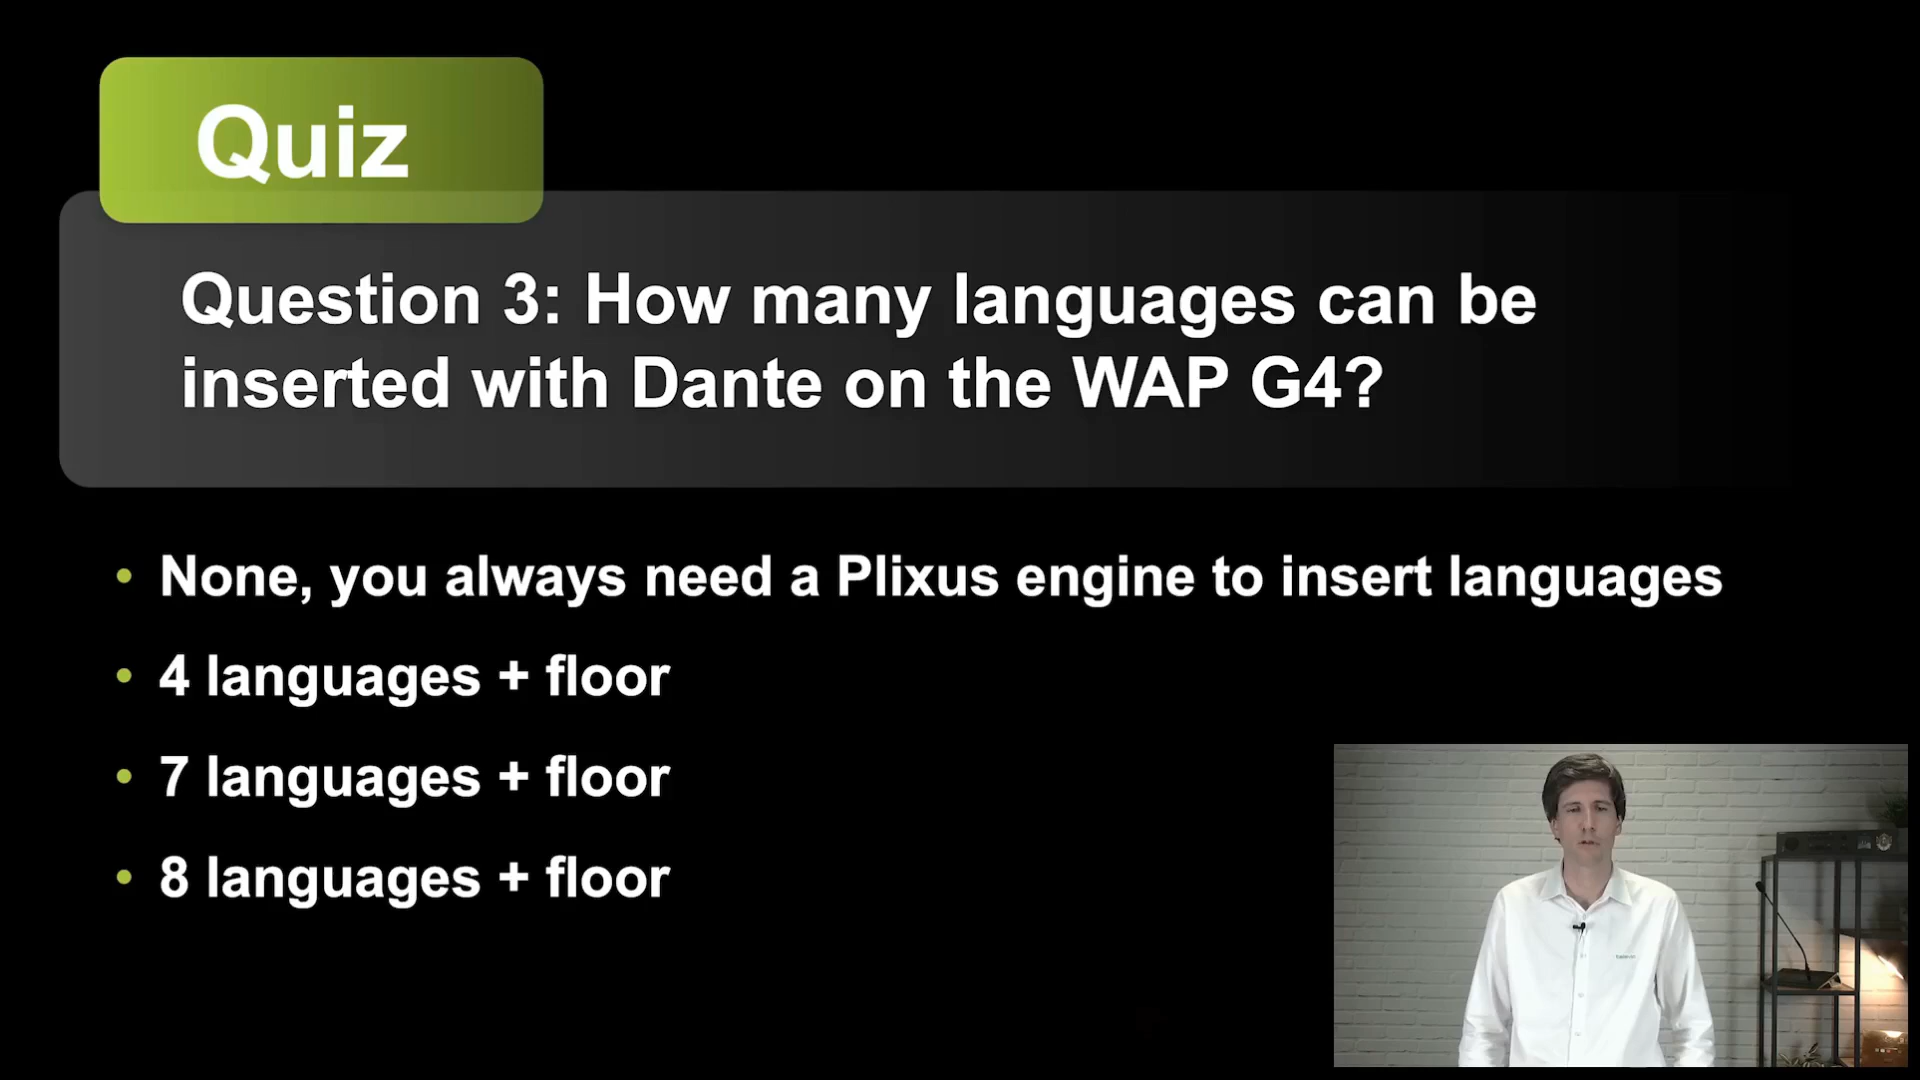 Quiz
Question 3: How many languages can be
inserted with Dante on the WAP G4?
• None, you always need a Plixus engine to insert languages
• 4 languages + floor
• 7 languages + floor
• 8 languages + floor